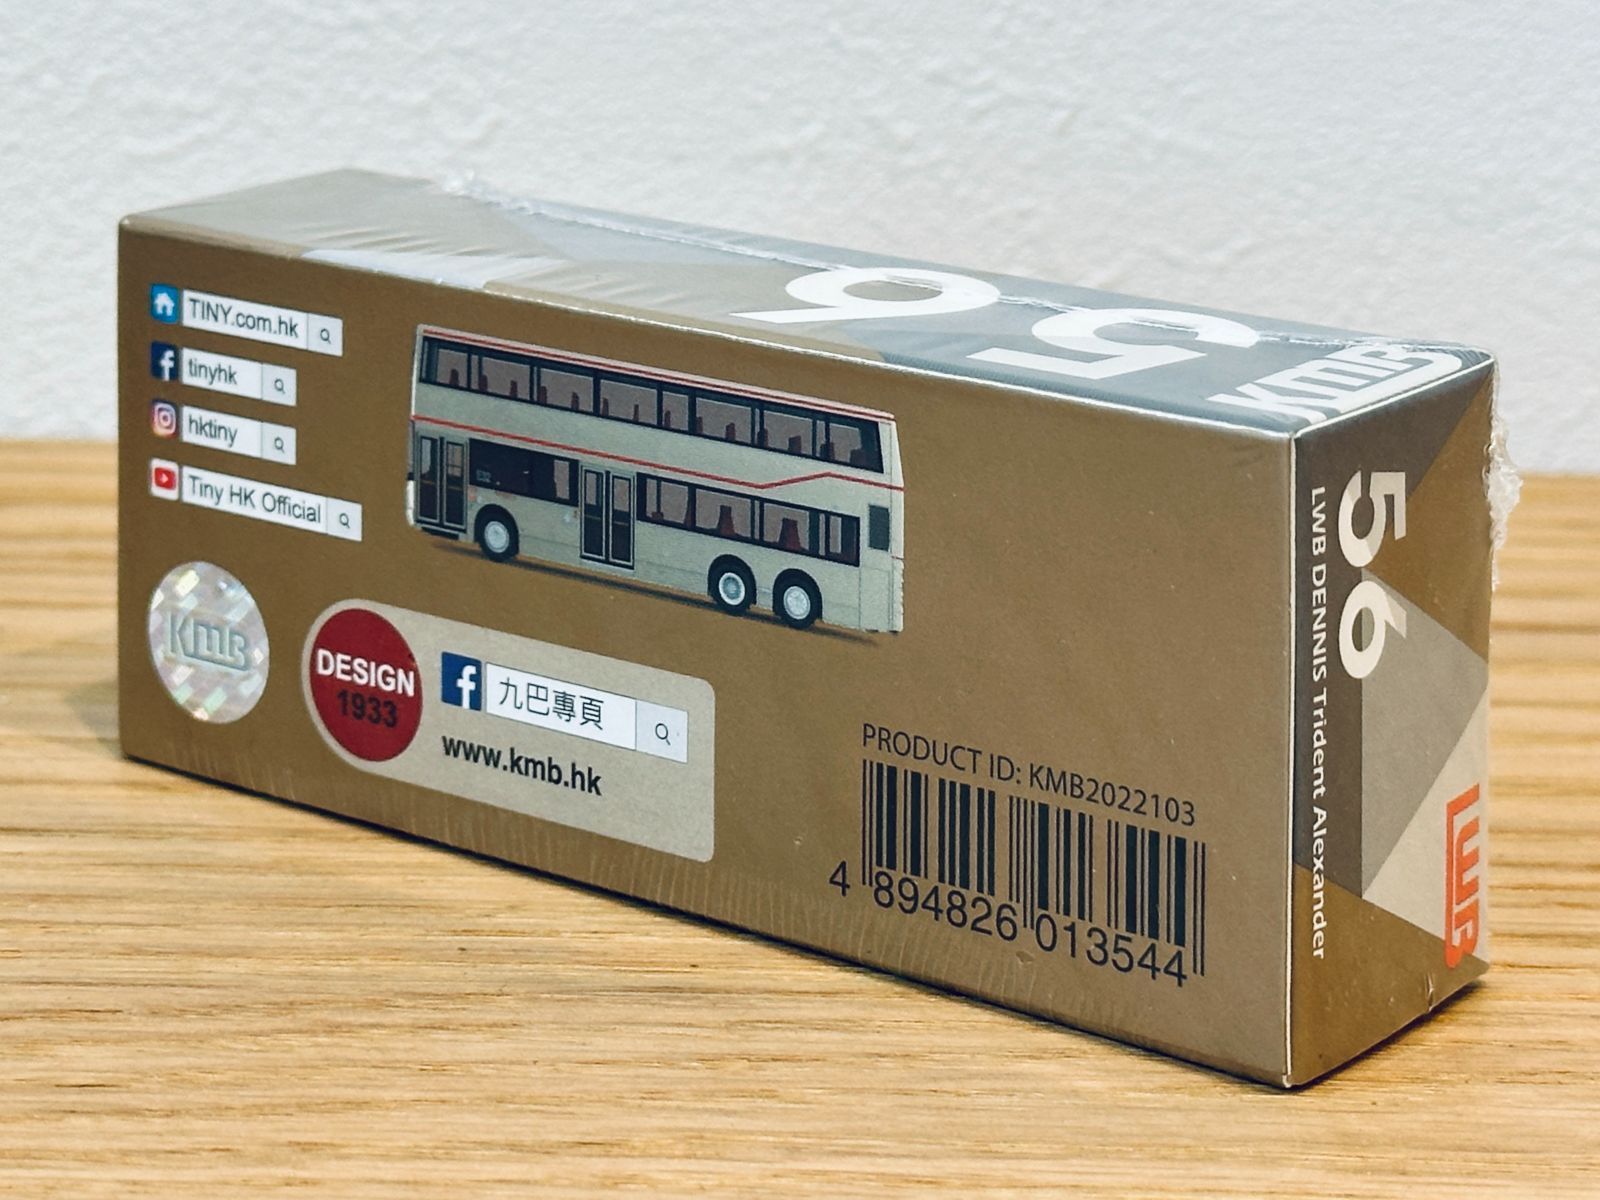 56
KMB
TINY.com.hk
tinyhk
hktiny
Tiny HK Official
KMB
DESIGN
1933
九巴專頁
www.kmb.hk
PRODUCT ID: KMB2022103
4 894826 013544
56
LWB DENNIS Trident Alexander
LWB